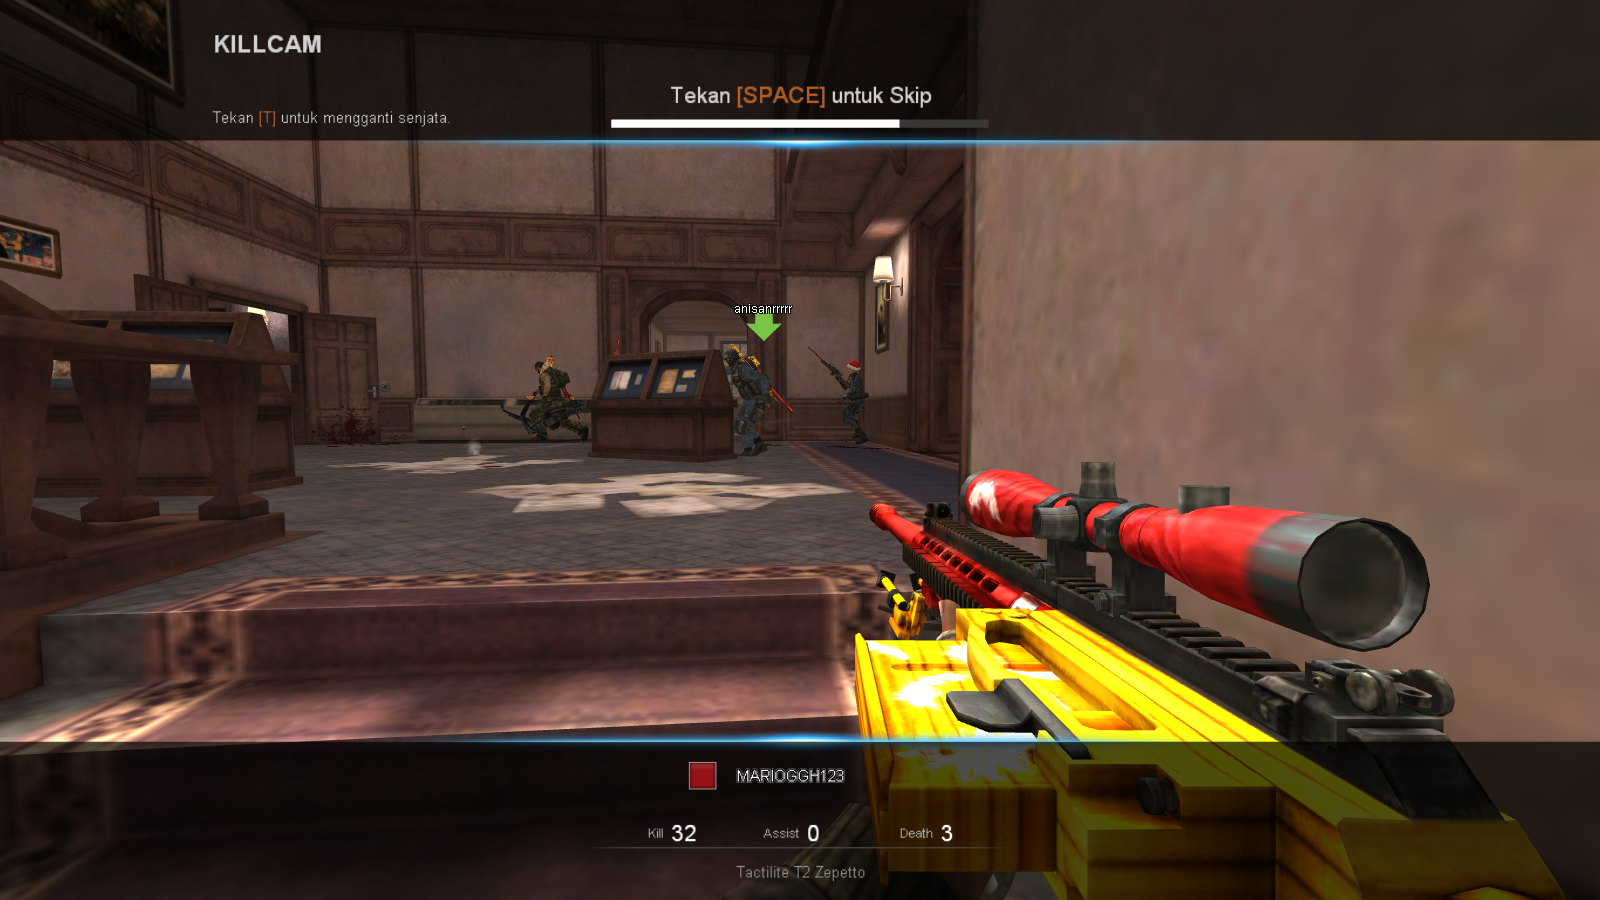 KILLCAM
Tekan [SPACE] untuk Skip
Tekan [T] untuk mengganti senjata.
anisanrrrrr
MARIOGGH123
Kill 32 Assist 0 Death 3
Tactilite T2 Zepetto